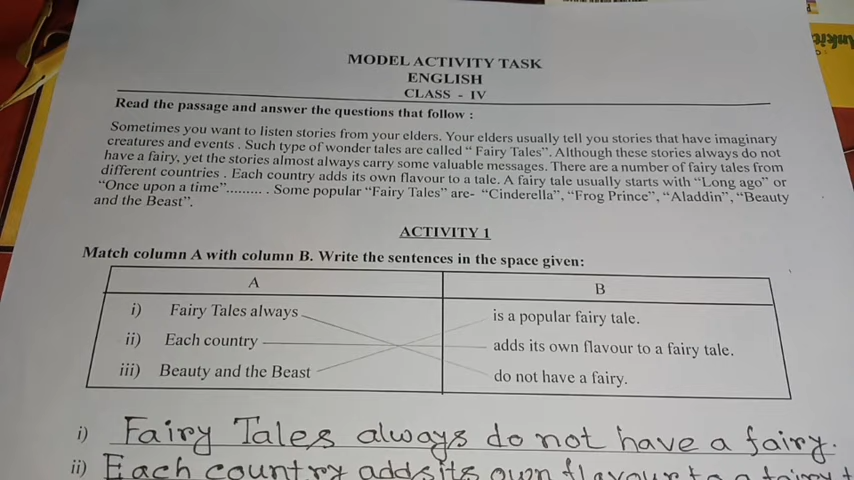 MODEL ACTIVITY TASK
ENGLISH
CLASS - IV
Read the passage and answer the questions that follow :
Sometimes you want to listen stories from your elders. Your elders usually tell you stories that have imaginary
creatures and events . Such type of wonder tales are called “ Fairy Tales”. Although these stories always do not
have a fairy, yet the stories almost always carry some valuable messages. There are a number of fairy tales from
different countries . Each country adds its own flavour to a tale. A fairy tale usually starts with “Long ago” or
“Once upon a time”.......... . Some popular “Fairy Tales” are- “Cinderella”, “Frog Prince”, “Aladdin”, “Beauty
and the Beast”.
ACTIVITY 1
Match column A with column B. Write the sentences in the space given:
A B
i) Fairy Tales always is a popular fairy tale.
ii) Each country adds its own flavour to a fairy tale.
iii) Beauty and the Beast do not have a fairy.
i) Fairy Tales always do not have a fairy.
ii) Each country adds its own flavour to a fairy